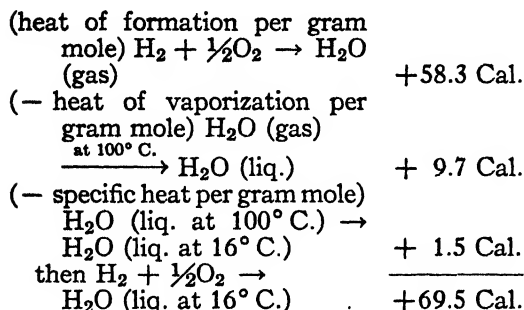 (heat of formation per gram
mole) H₂ + ½O₂ → H₂O
(gas) +58.3 Cal.
(— heat of vaporization per
gram mole) H₂O (gas)
at 100° C.
⟶ H₂O (liq.) + 9.7 Cal.
(— specific heat per gram mole)
H₂O (liq. at 100° C.) →
H₂O (liq. at 16° C.) + 1.5 Cal.
then H₂ + ½O₂ →
H₂O (liq. at 16° C.) . +69.5 Cal.